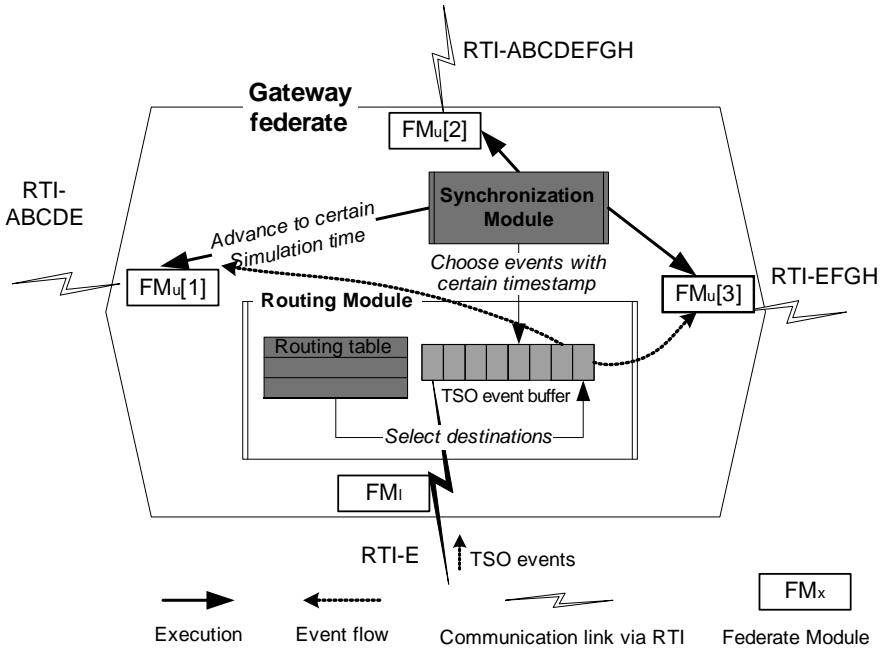 RTI-ABCDEFGH
Gateway
federate
FMu[2]
RTI-
ABCDE
Synchronization
Module
Advance to certain
Simulation time
Choose events with
certain timestamp
RTI-EFGH
FMu[1]
FMu[3]
Routing Module
Routing table
TSO event buffer
Select destinations
FMl
RTI-E
TSO events
FMx
Execution
Event flow
Communication link via RTI
Federate Module